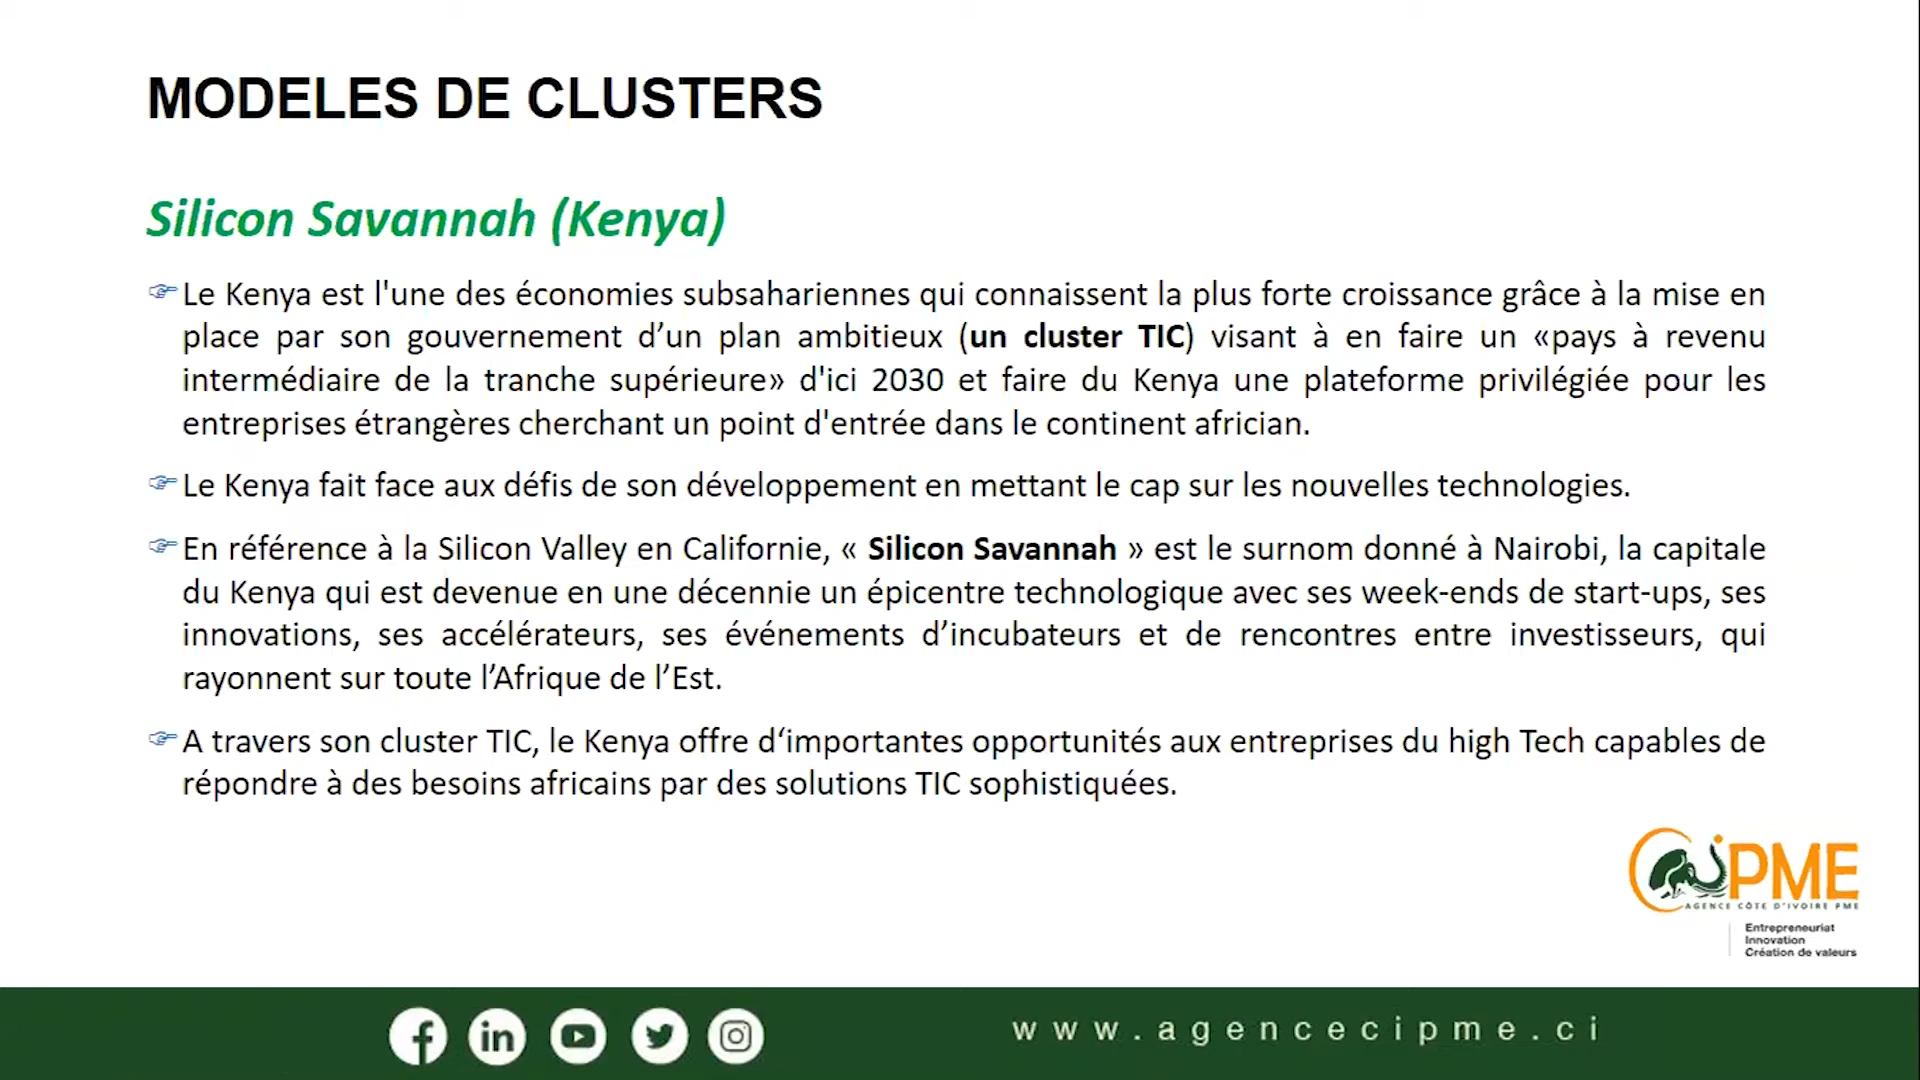 MODELES DE CLUSTERS
Silicon Savannah (Kenya)
Le Kenya est l'une des économies subsahariennes qui connaissent la plus forte croissance grâce à la mise en
place par son gouvernement d’un plan ambitieux (un cluster TIC) visant à en faire un «pays à revenu
intermédiaire de la tranche supérieure» d'ici 2030 et faire du Kenya une plateforme privilégiée pour les
entreprises étrangères cherchant un point d'entrée dans le continent africian.
Le Kenya fait face aux défis de son développement en mettant le cap sur les nouvelles technologies.
En référence à la Silicon Valley en Californie, « Silicon Savannah » est le surnom donné à Nairobi, la capitale
du Kenya qui est devenue en une décennie un épicentre technologique avec ses week-ends de start-ups, ses
innovations, ses accélérateurs, ses événements d’incubateurs et de rencontres entre investisseurs, qui
rayonnent sur toute l’Afrique de l’Est.
A travers son cluster TIC, le Kenya offre d‘importantes opportunités aux entreprises du high Tech capables de
répondre à des besoins africains par des solutions TIC sophistiquées.
CiPME
AGENCE CÔTE D'IVOIRE PME
Entrepreneuriat
Innovation
Création de valeurs
www.agencecipme.ci